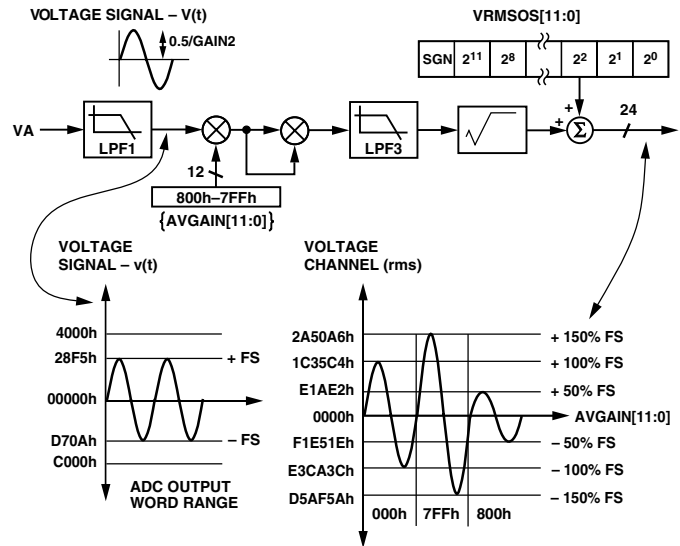 VOLTAGE SIGNAL – V(t)
0.5/GAIN2
VRMSOS[11:0]
SGN 2¹¹ 2⁸ 2² 2¹ 2⁰
VA
LPF1
LPF3
+
+
Σ
24
12
800h–7FFh
{AVGAIN[11:0]}
VOLTAGE
SIGNAL – v(t)
4000h
28F5h
+ FS
00000h
D70Ah
– FS
C000h
ADC OUTPUT
WORD RANGE
VOLTAGE
CHANNEL (rms)
2A50A6h
+ 150% FS
1C35C4h
+ 100% FS
E1AE2h
+ 50% FS
0000h
AVGAIN[11:0]
F1E51Eh
– 50% FS
E3CA3Ch
– 100% FS
D5AF5Ah
– 150% FS
000h 7FFh 800h